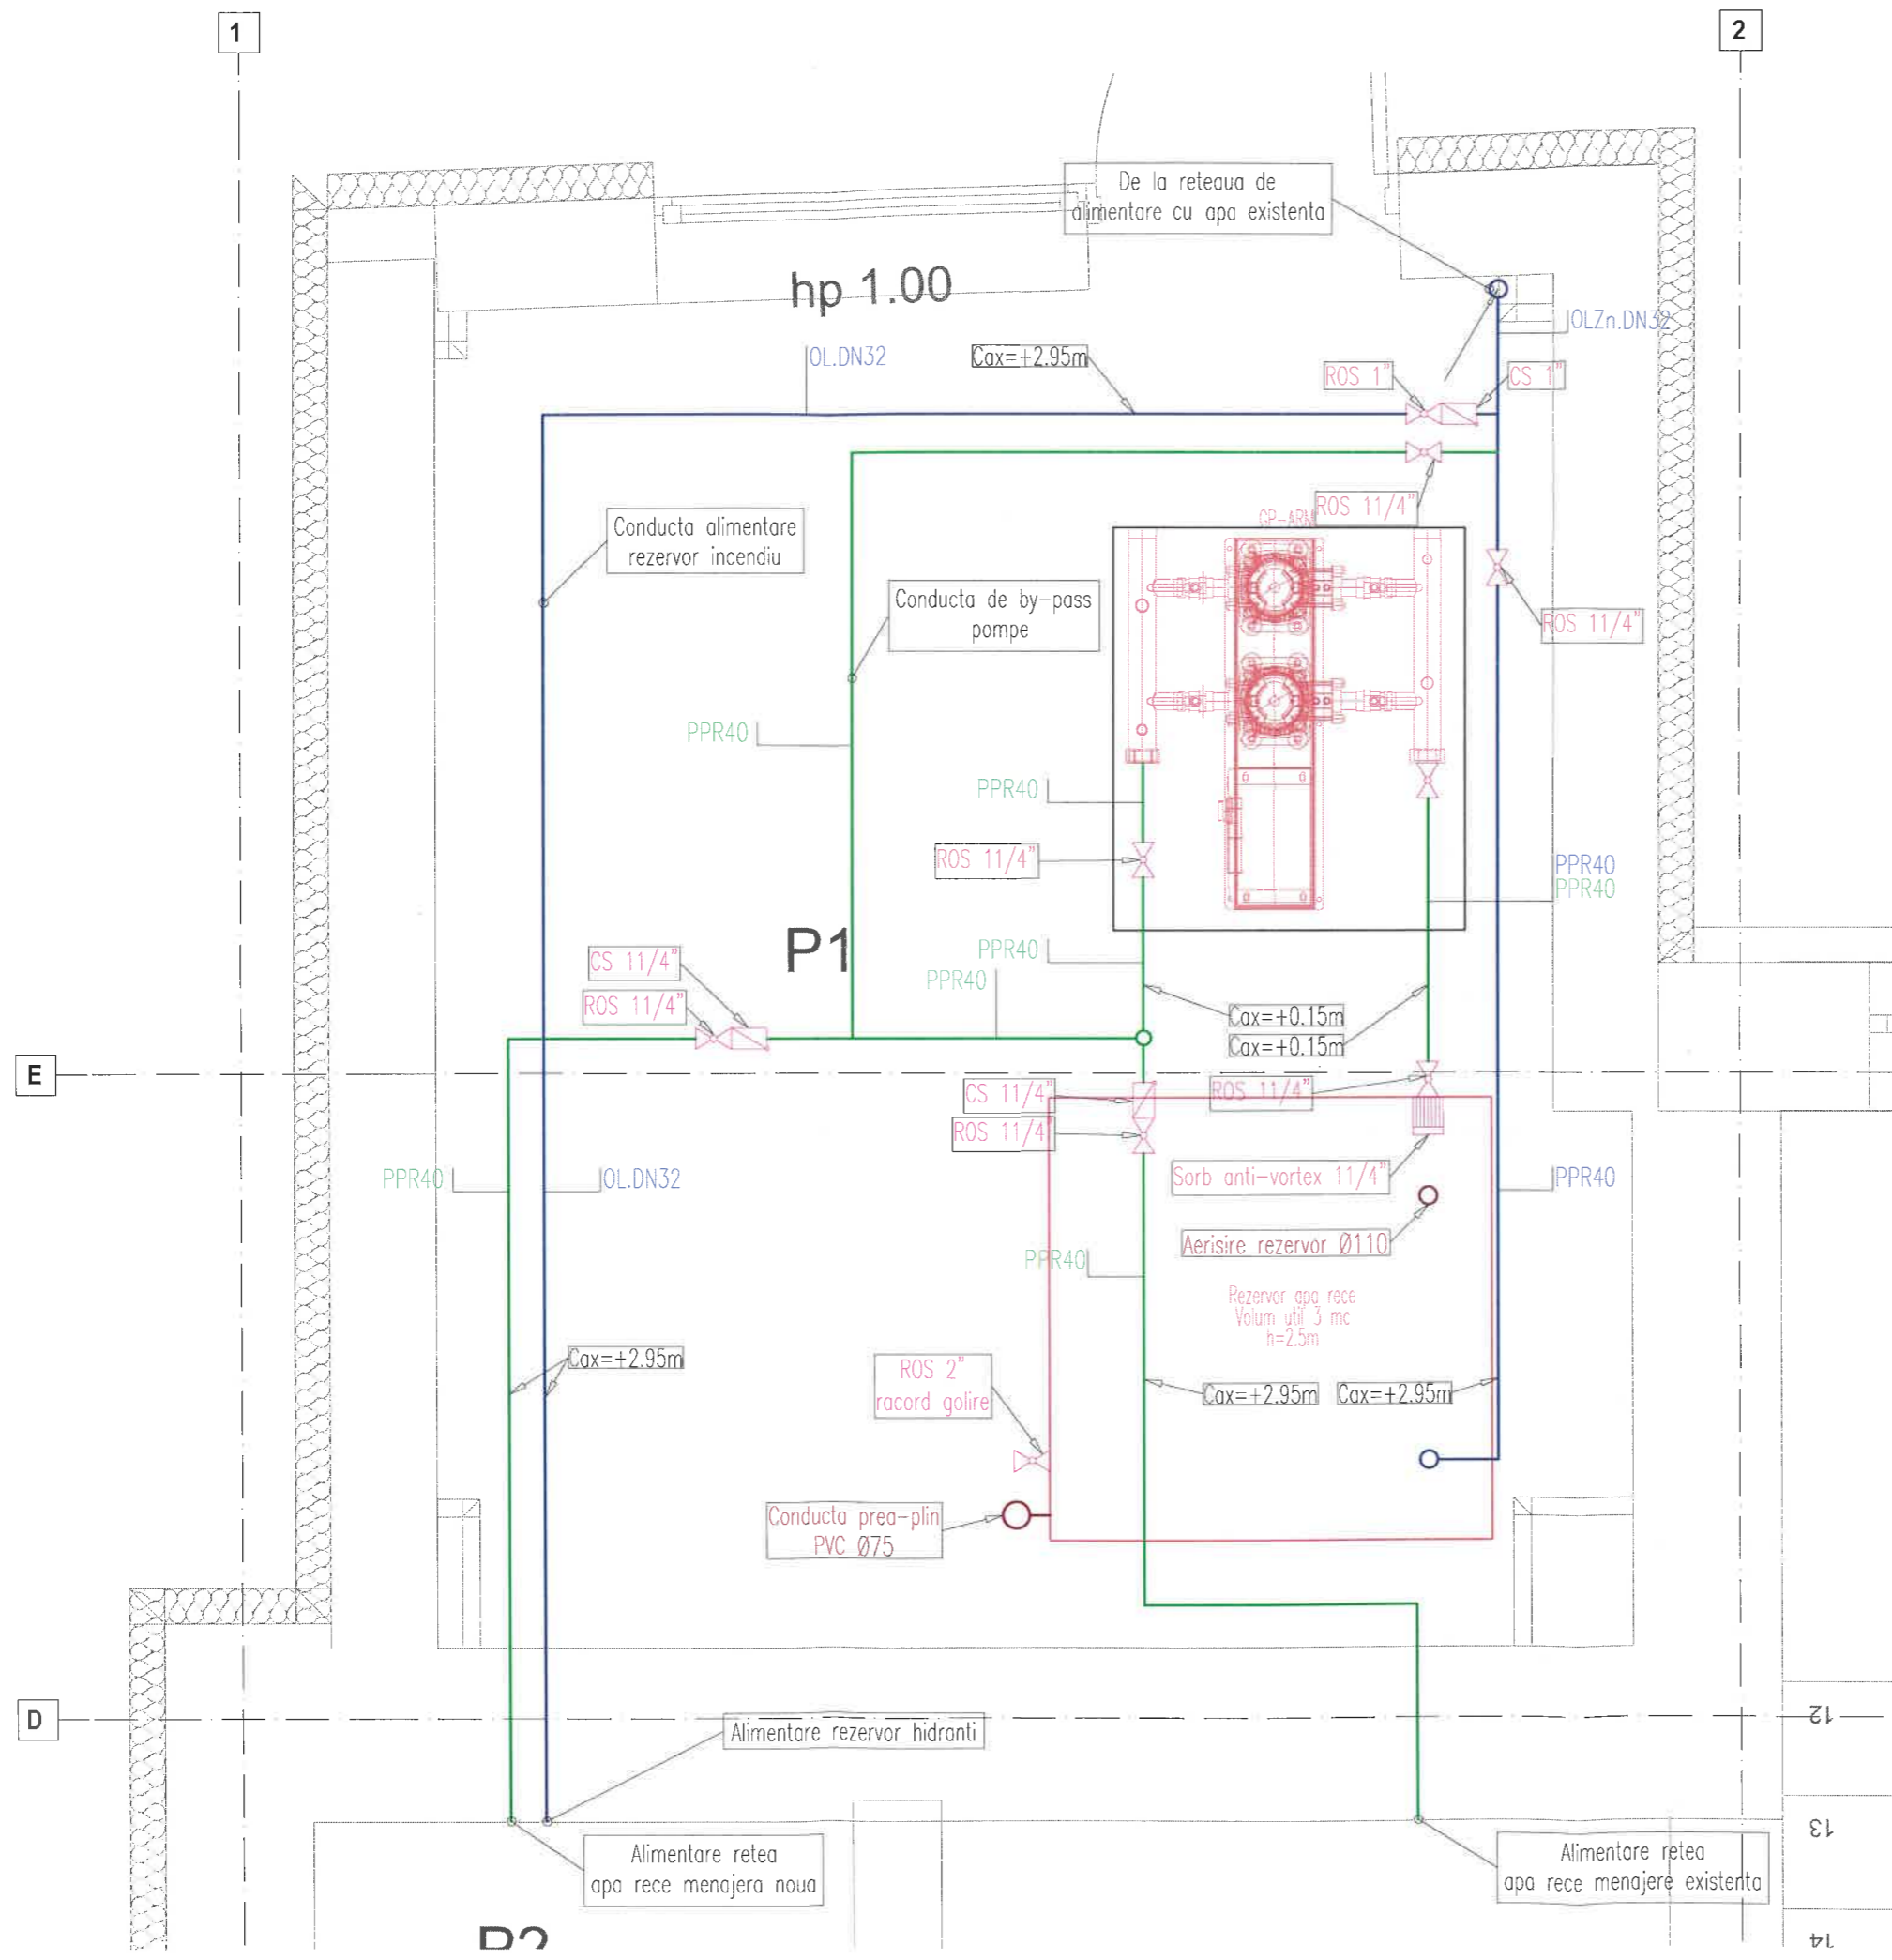 1
2
De la reteaua de
alimentare cu apa existenta
hp 1.00
OLZn.DN32
OL.DN32
Cax=+2.95m
ROS 1"
CS 1"
ROS 11/4"
GP-ARM
Conducta alimentare
rezervor incendiu
Conducta de by-pass
pompe
ROS 11/4"
PPR40
PPR40
ROS 11/4"
PPR40
PPR40
P1
PPR40
PPR40
CS 11/4"
ROS 11/4"
Cax=+0.15m
Cax=+0.15m
E
CS 11/4"
ROS 11/4"
ROS 11/4"
PPR40
OL.DN32
Sorb anti-vortex 11/4"
PPR40
Aerisire rezervor Ø110
PPR40
Rezervor apa rece
Volum util 3 mc
h=2.5m
Cax=+2.95m
ROS 2"
racord golire
Cax=+2.95m
Cax=+2.95m
Conducta prea-plin
PVC Ø75
D
12
Alimentare rezervor hidranti
13
Alimentare retea
apa rece menajera noua
Alimentare retea
apa rece menajere existenta
14
P2